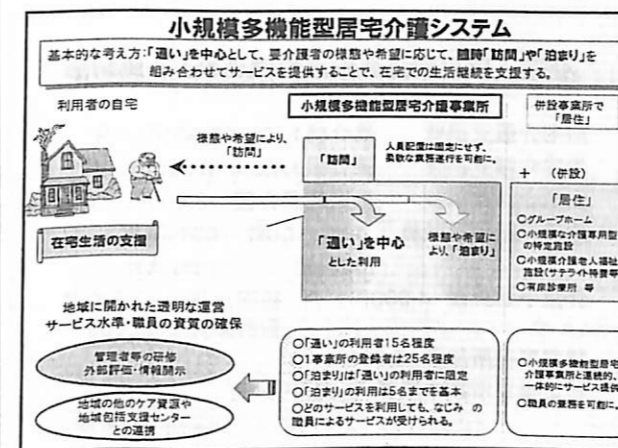 小規模多機能型居宅介護システム
基本的な考え方:「通い」を中心として、要介護者の様態や希望に応じて、随時「訪問」や「泊まり」を
組み合わせてサービスを提供することで、在宅での生活継続を支援する。
利用者の自宅
小規模多機能型居宅介護事業所
併設事業所で
「居住」
様態や希望により、
「訪問」
「訪問」
人員配置は固定にせず、
柔軟な業務遂行を可能に。
+ (併設)
「居住」
○グループホーム
○小規模な介護専用型
の特定施設
○小規模介護老人福祉
施設(サテライト特養等
○有床診療所 等
在宅生活の支援
「通い」を中心
とした利用
様態や希望に
より、「泊まり」
地域に開かれた透明な運営
サービス水準・職員の資質の確保
管理者等の研修
外部評価・情報開示
地域の他のケア資源や
地域包括支援センター
との連携
○「通い」の利用者15名程度
○1事業所の登録者は25名程度
○「泊まり」は「通い」の利用者に限定
○「泊まり」の利用は5名までを基本
○どのサービスを利用しても、なじみ の
職員によるサービスが受けられる。
○小規模多機能型居宅
介護事業所と連続的、
一体的にサービス提供
○職員の兼務を可能に。